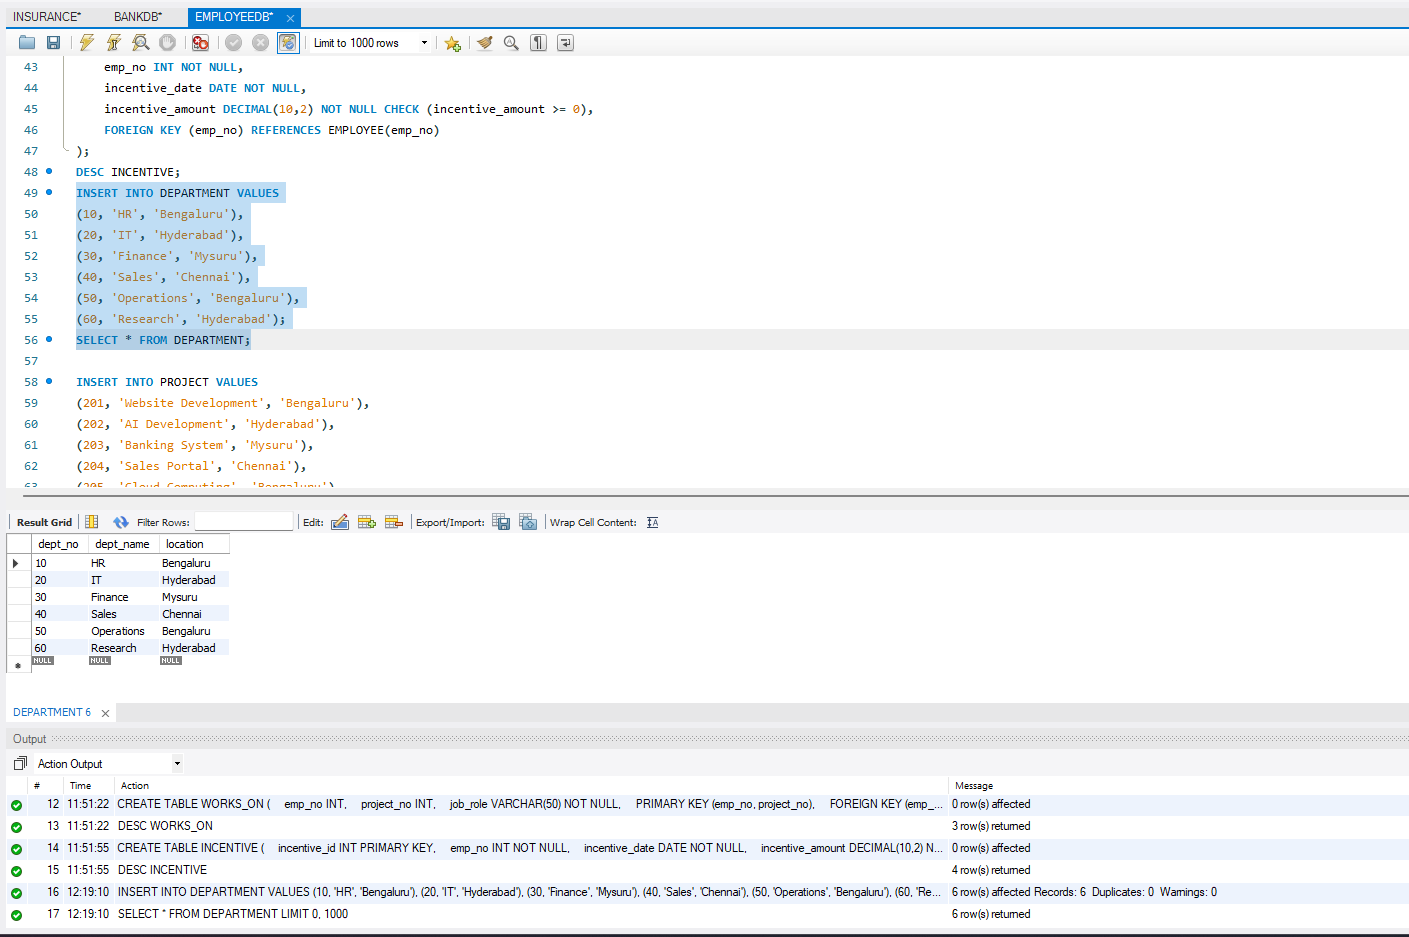 INSURANCE* BANKDB* EMPLOYEEDB*
Limit to 1000 rows
43 emp_no INT NOT NULL,
44 incentive_date DATE NOT NULL,
45 incentive_amount DECIMAL(10,2) NOT NULL CHECK (incentive_amount >= 0),
46 FOREIGN KEY (emp_no) REFERENCES EMPLOYEE(emp_no)
47 );
48 DESC INCENTIVE;
49 INSERT INTO DEPARTMENT VALUES
50 (10, 'HR', 'Bengaluru'),
51 (20, 'IT', 'Hyderabad'),
52 (30, 'Finance', 'Mysuru'),
53 (40, 'Sales', 'Chennai'),
54 (50, 'Operations', 'Bengaluru'),
55 (60, 'Research', 'Hyderabad');
56 SELECT * FROM DEPARTMENT;
57
58 INSERT INTO PROJECT VALUES
59 (201, 'Website Development', 'Bengaluru'),
60 (202, 'AI Development', 'Hyderabad'),
61 (203, 'Banking System', 'Mysuru'),
62 (204, 'Sales Portal', 'Chennai'),
63 (205, 'Cloud Computing', 'Bengaluru')
Result Grid Filter Rows: Edit: Export/Import: Wrap Cell Content:
dept_no dept_name location
10 HR Bengaluru
20 IT Hyderabad
30 Finance Mysuru
40 Sales Chennai
50 Operations Bengaluru
60 Research Hyderabad
NULL NULL NULL
DEPARTMENT 6
Output
Action Output
# Time Action Message
12 11:51:22 CREATE TABLE WORKS_ON ( emp_no INT, project_no INT, job_role VARCHAR(50) NOT NULL, PRIMARY KEY (emp_no, project_no), FOREIGN KEY (emp_... 0 row(s) affected
13 11:51:22 DESC WORKS_ON 3 row(s) returned
14 11:51:55 CREATE TABLE INCENTIVE ( incentive_id INT PRIMARY KEY, emp_no INT NOT NULL, incentive_date DATE NOT NULL, incentive_amount DECIMAL(10,2) N... 0 row(s) affected
15 11:51:55 DESC INCENTIVE 4 row(s) returned
16 12:19:10 INSERT INTO DEPARTMENT VALUES (10, 'HR', 'Bengaluru'), (20, 'IT', 'Hyderabad'), (30, 'Finance', 'Mysuru'), (40, 'Sales', 'Chennai'), (50, 'Operations', 'Bengaluru'), (60, 'Re... 6 row(s) affected Records: 6 Duplicates: 0 Warnings: 0
17 12:19:10 SELECT * FROM DEPARTMENT LIMIT 0, 1000 6 row(s) returned